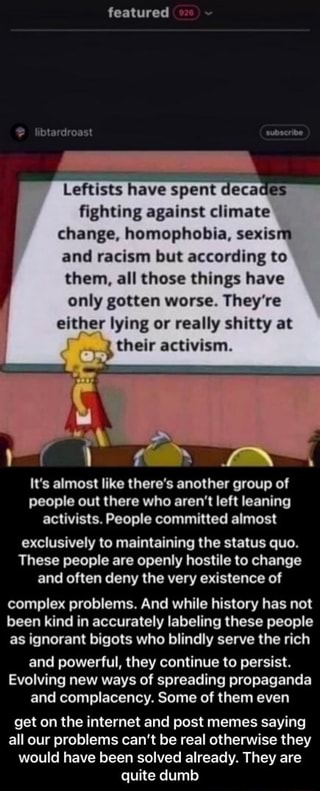 featured 926
libtardroast
subscribe
Leftists have spent decades
fighting against climate
change, homophobia, sexism
and racism but according to
them, all those things have
only gotten worse. They're
either lying or really shitty at
their activism.
It's almost like there's another group of
people out there who aren't left leaning
activists. People committed almost
exclusively to maintaining the status quo.
These people are openly hostile to change
and often deny the very existence of
complex problems. And while history has not
been kind in accurately labeling these people
as ignorant bigots who blindly serve the rich
and powerful, they continue to persist.
Evolving new ways of spreading propaganda
and complacency. Some of them even
get on the internet and post memes saying
all our problems can't be real otherwise they
would have been solved already. They are
quite dumb